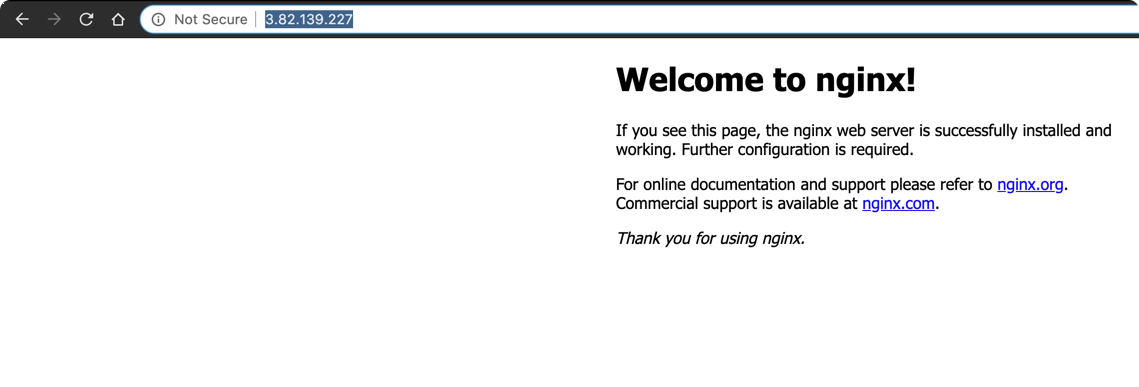 Not Secure | 3.82.139.227
Welcome to nginx!
If you see this page, the nginx web server is successfully installed and
working. Further configuration is required.
For online documentation and support please refer to nginx.org.
Commercial support is available at nginx.com.
Thank you for using nginx.